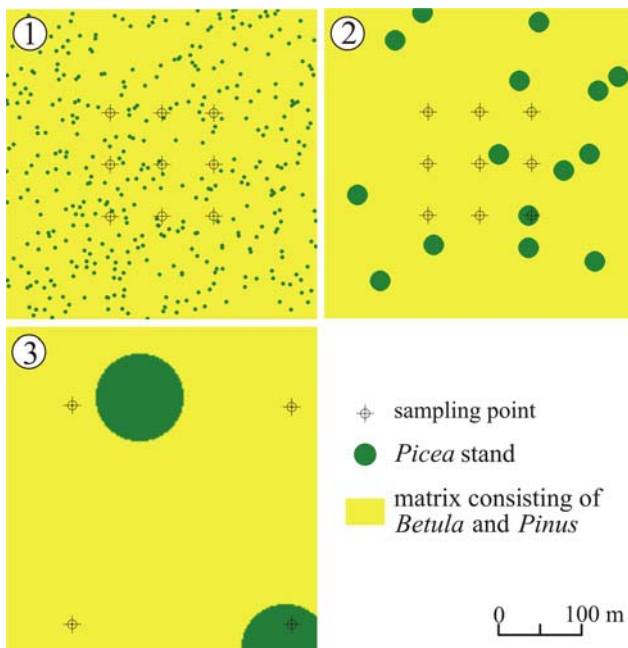 1
2
3
sampling point
Picea stand
matrix consisting of
Betula and Pinus
0 100 m